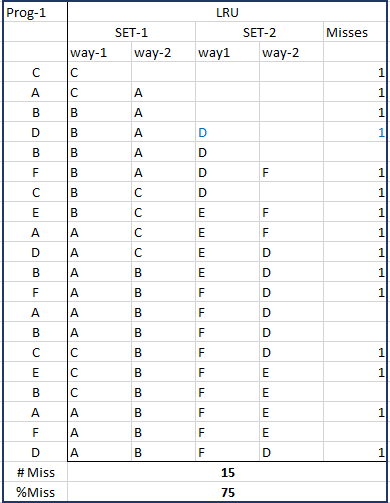 Prog-1 LRU
SET-1 SET-2 Misses
way-1 way-2 way1 way-2
C C 1
A C A 1
B B A 1
D B A D 1
B B A D
F B A D F 1
C B C D 1
E B C E F 1
A A C E F 1
D A C E D 1
B A B E D 1
F A B F D 1
A A B F D
B A B F D
C C B F D 1
E C B F E 1
B C B F E
A A B F E 1
F A B F E
D A B F D 1
# Miss 15
%Miss 75